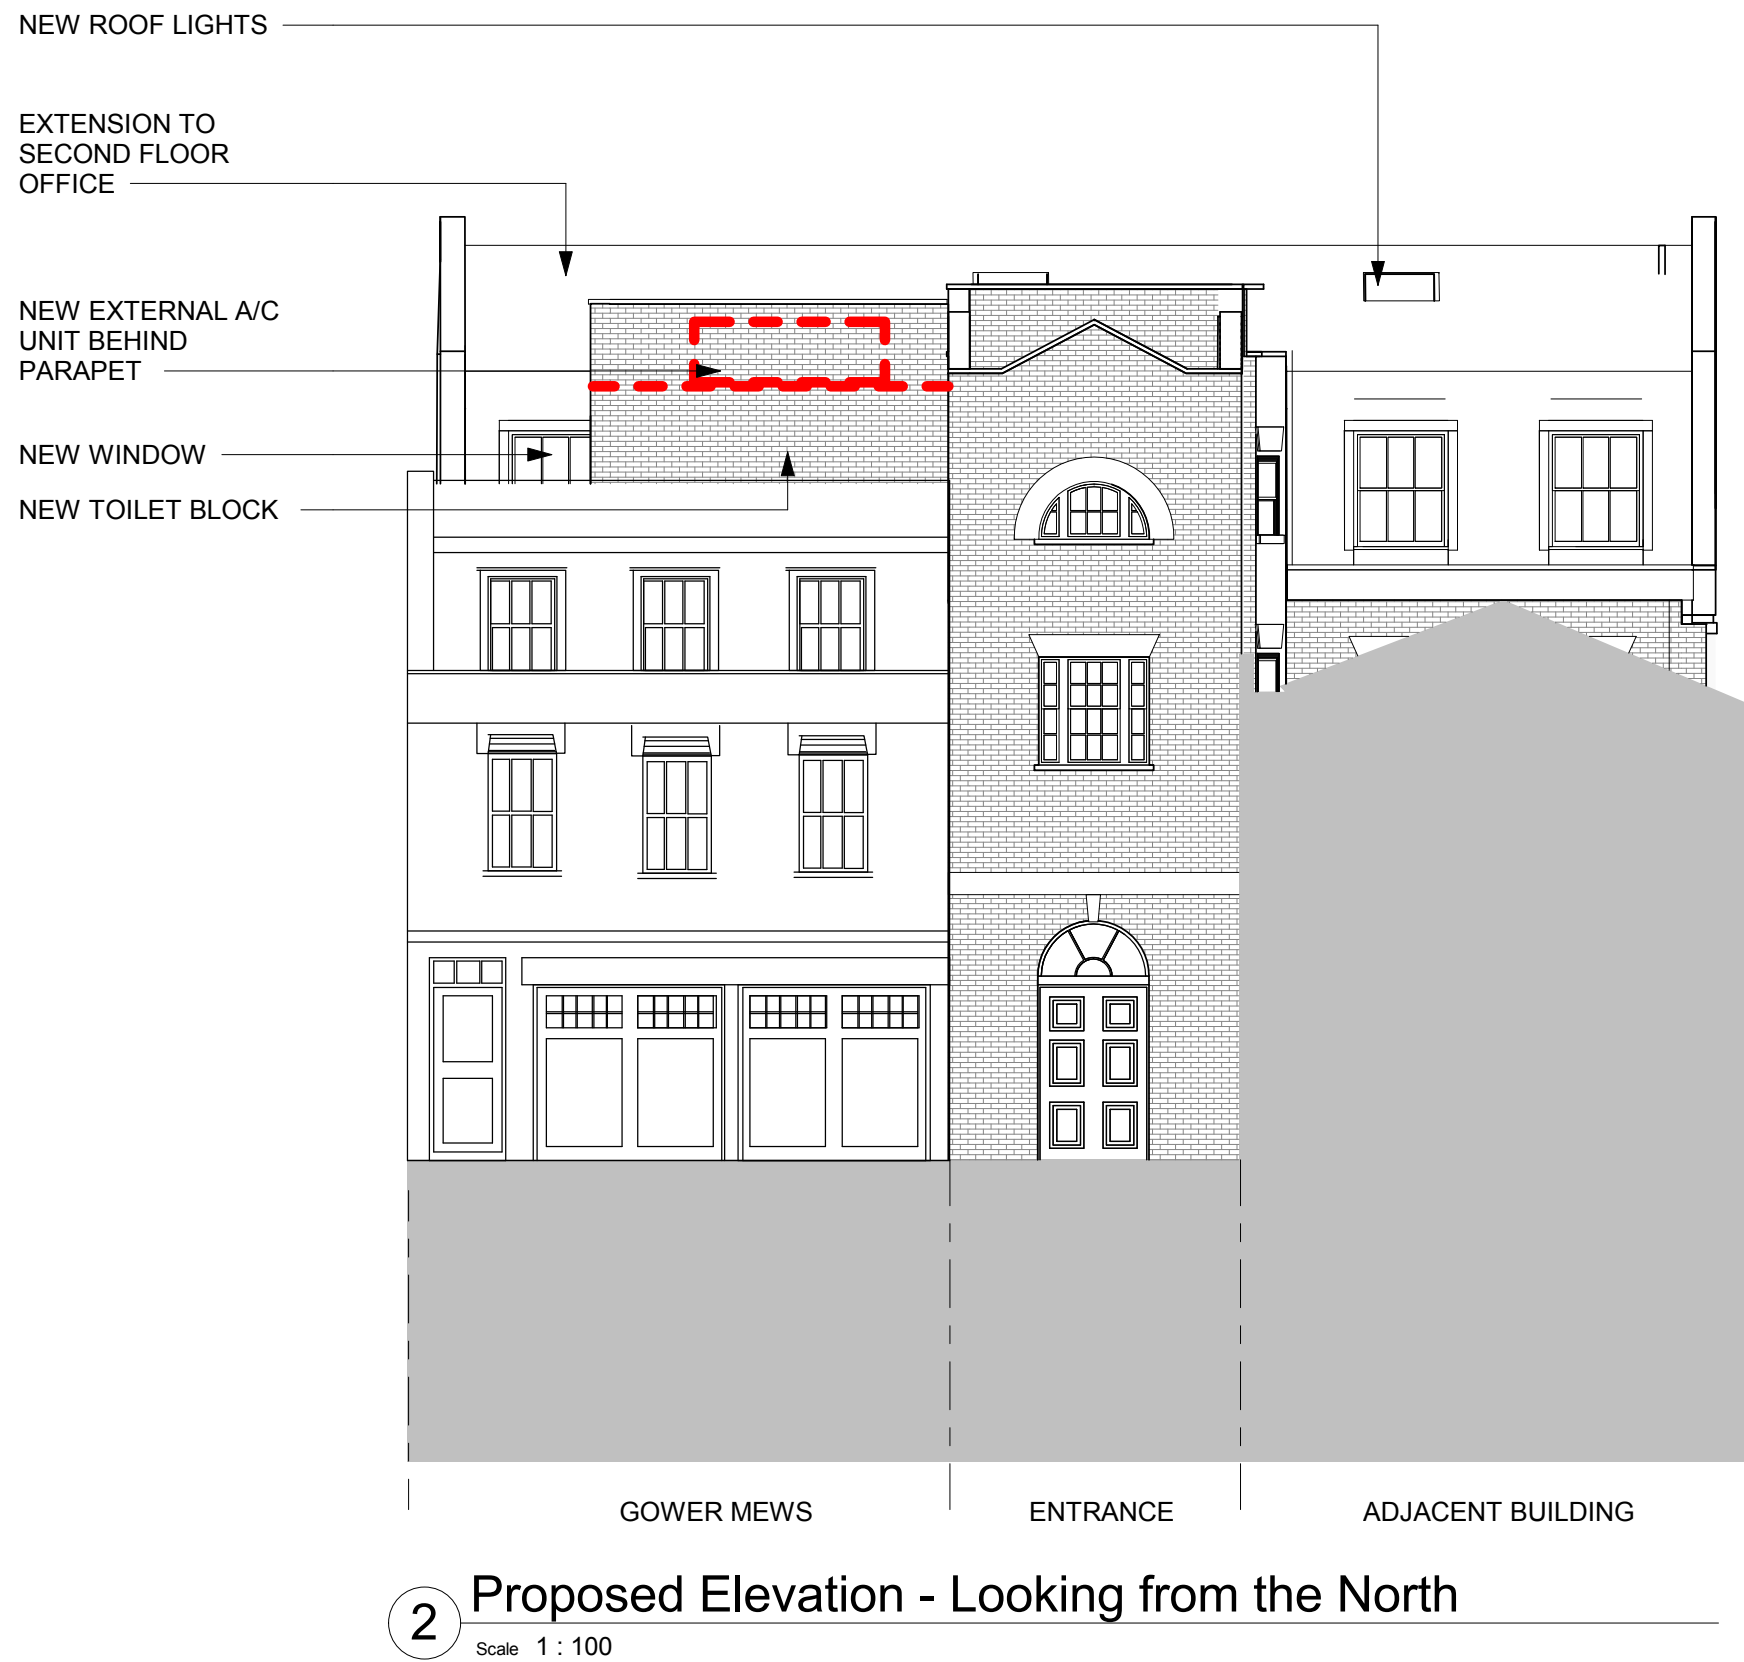 NEW ROOF LIGHTS
EXTENSION TO
SECOND FLOOR
OFFICE
NEW EXTERNAL A/C
UNIT BEHIND
PARAPET
NEW WINDOW
NEW TOILET BLOCK
GOWER MEWS
ENTRANCE
ADJACENT BUILDING
2
Proposed Elevation - Looking from the North
Scale 1 : 100